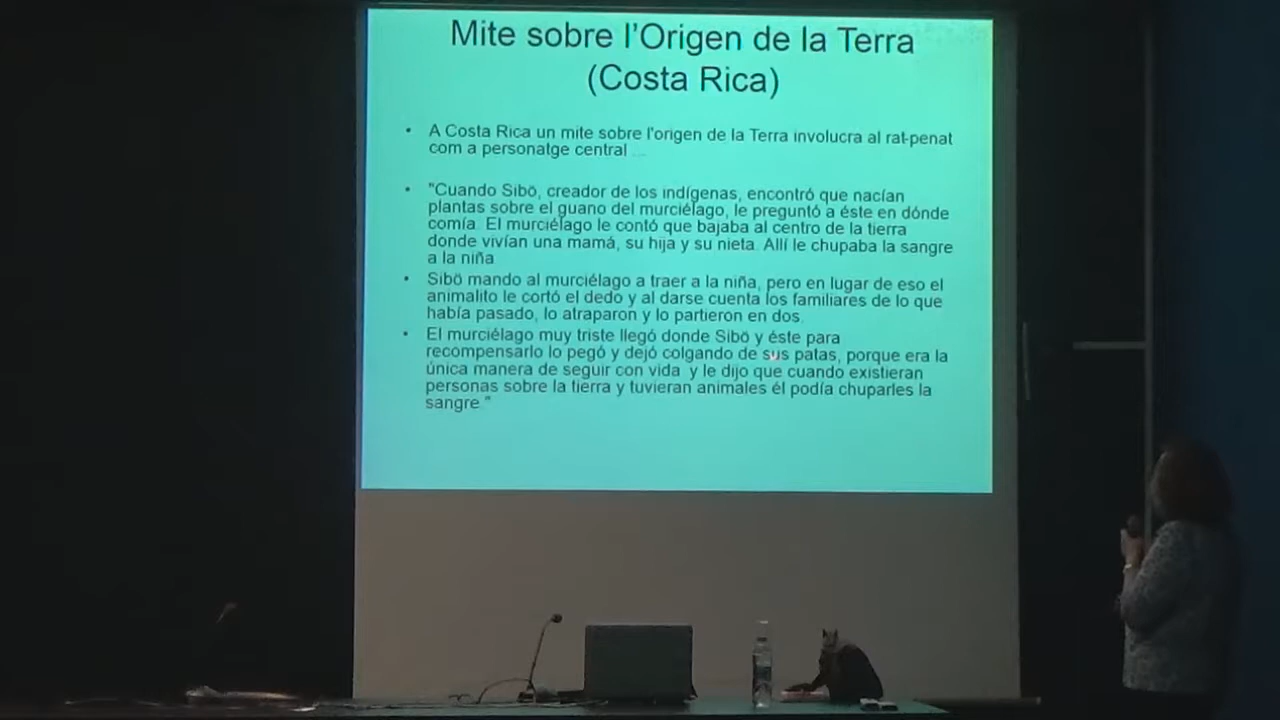 Mite sobre l'Origen de la Terra
(Costa Rica)
• A Costa Rica un mite sobre l'origen de la Terra involucra al rat-penat
com a personatge central ...
• "Cuando Sibö, creador de los indígenas, encontró que nacían
plantas sobre el guano del murciélago, le preguntó a éste en dónde
comía. El murciélago le contó que bajaba al centro de la tierra
donde vivían una mamá, su hija y su nieta. Allí le chupaba la sangre
a la niña
• Sibö mando al murciélago a traer a la niña, pero en lugar de eso el
animalito le cortó el dedo y al darse cuenta los familiares de lo que
había pasado, lo atraparon y lo partieron en dos.
• El murciélago muy triste llegó donde Sibö y éste para
recompensarlo lo pegó y dejó colgando de sus patas, porque era la
única manera de seguir con vida y le dijo que cuando existieran
personas sobre la tierra y tuvieran animales él podía chuparles la
sangre."